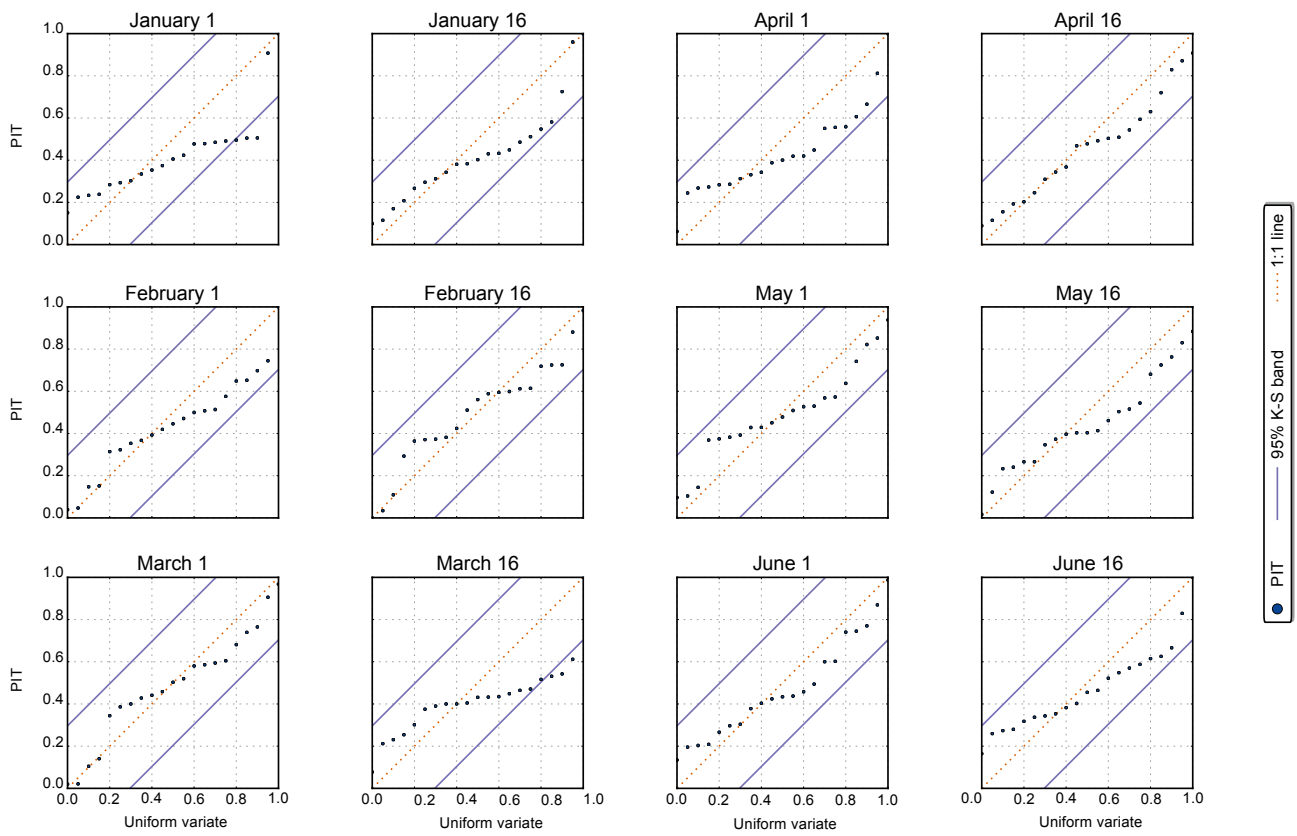 January 1
January 16
April 1
April 16
1.0
0.8
0.6
0.4
0.2
0.0
PIT
February 1
February 16
May 1
May 16
1.0
0.8
0.6
0.4
0.2
0.0
PIT
March 1
March 16
June 1
June 16
1.0
0.8
0.6
0.4
0.2
0.0
PIT
0.0 0.2 0.4 0.6 0.8 1.0
0.0 0.2 0.4 0.6 0.8 1.0
0.0 0.2 0.4 0.6 0.8 1.0
0.0 0.2 0.4 0.6 0.8 1.0
Uniform variate
Uniform variate
Uniform variate
Uniform variate
PIT 95% K-S band 1:1 line